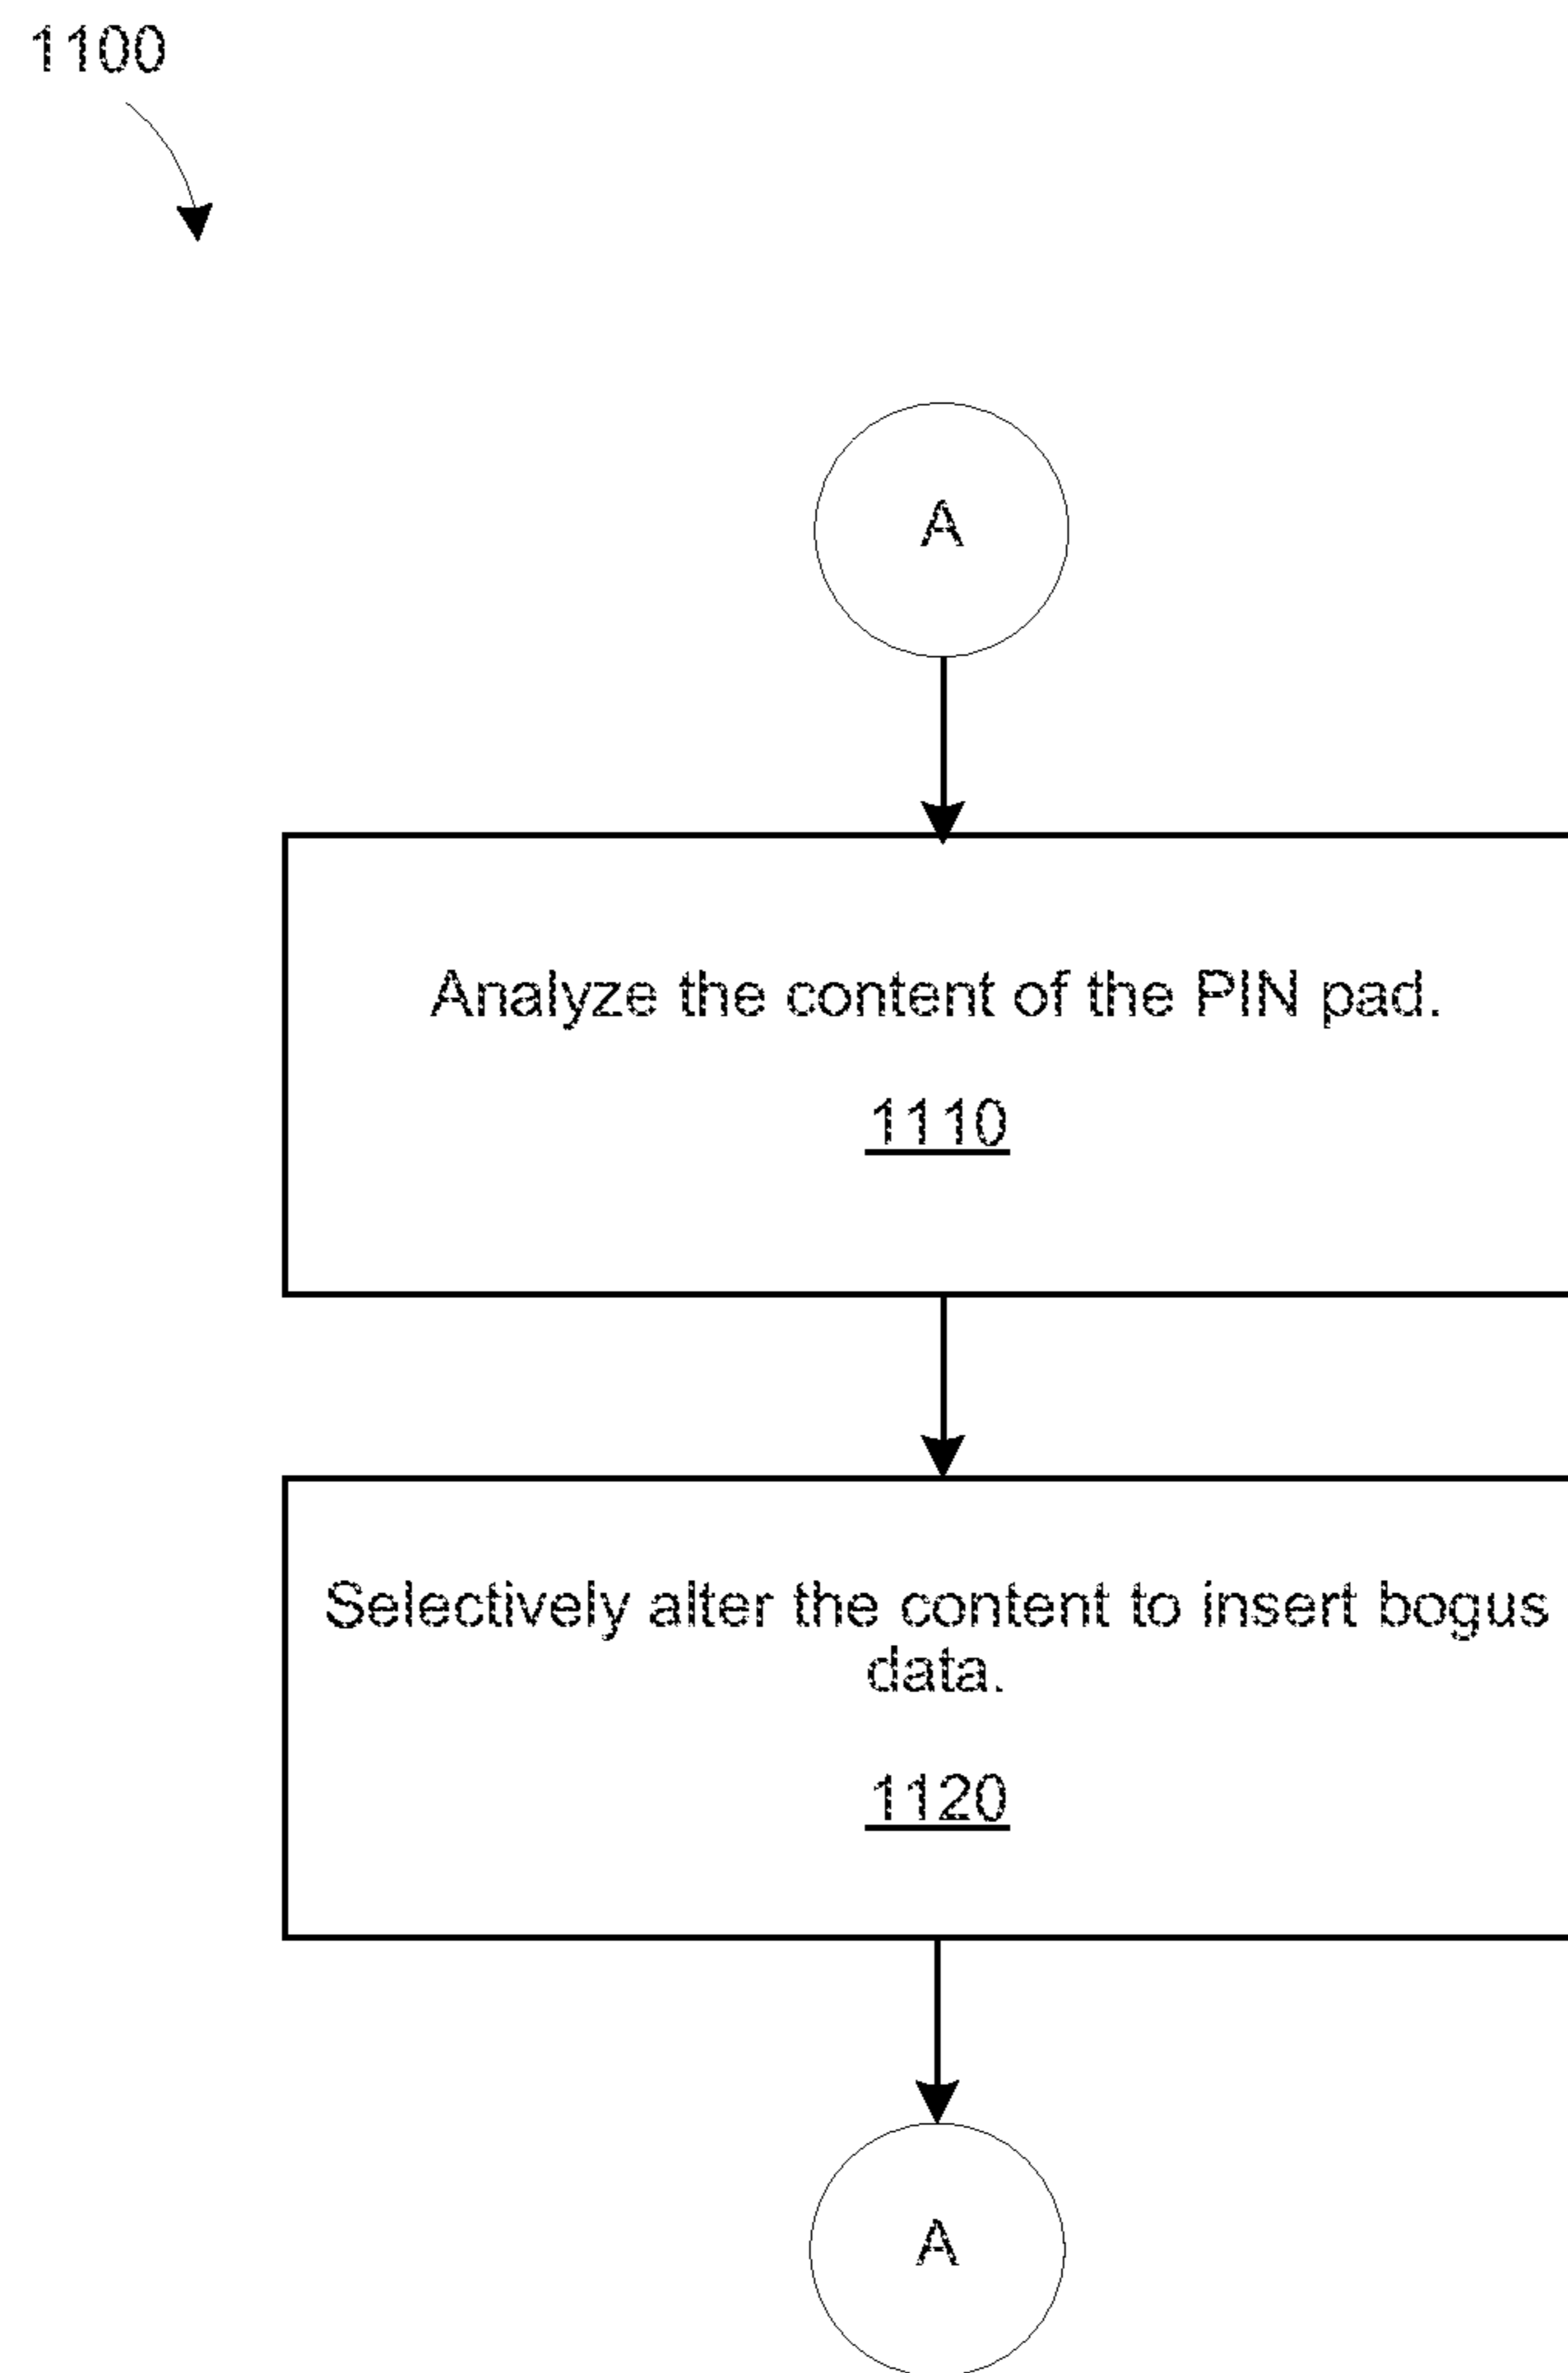 1100
A
Analyze the content of the PIN pad.
1110
Selectively alter the content to insert bogus
data.
1120
A